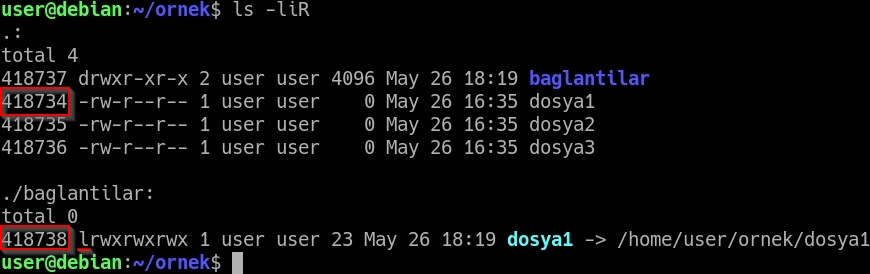 user@debian:~/ornek$ ls -liR
.:
total 4
418737 drwxr-xr-x 2 user user 4096 May 26 18:19 baglantilar
418734 -rw-r--r-- 1 user user    0 May 26 16:35 dosya1
418735 -rw-r--r-- 1 user user    0 May 26 16:35 dosya2
418736 -rw-r--r-- 1 user user    0 May 26 16:35 dosya3

./baglantilar:
total 0
418738 lrwxrwxrwx 1 user user 23 May 26 18:19 dosya1 -> /home/user/ornek/dosya1
user@debian:~/ornek$